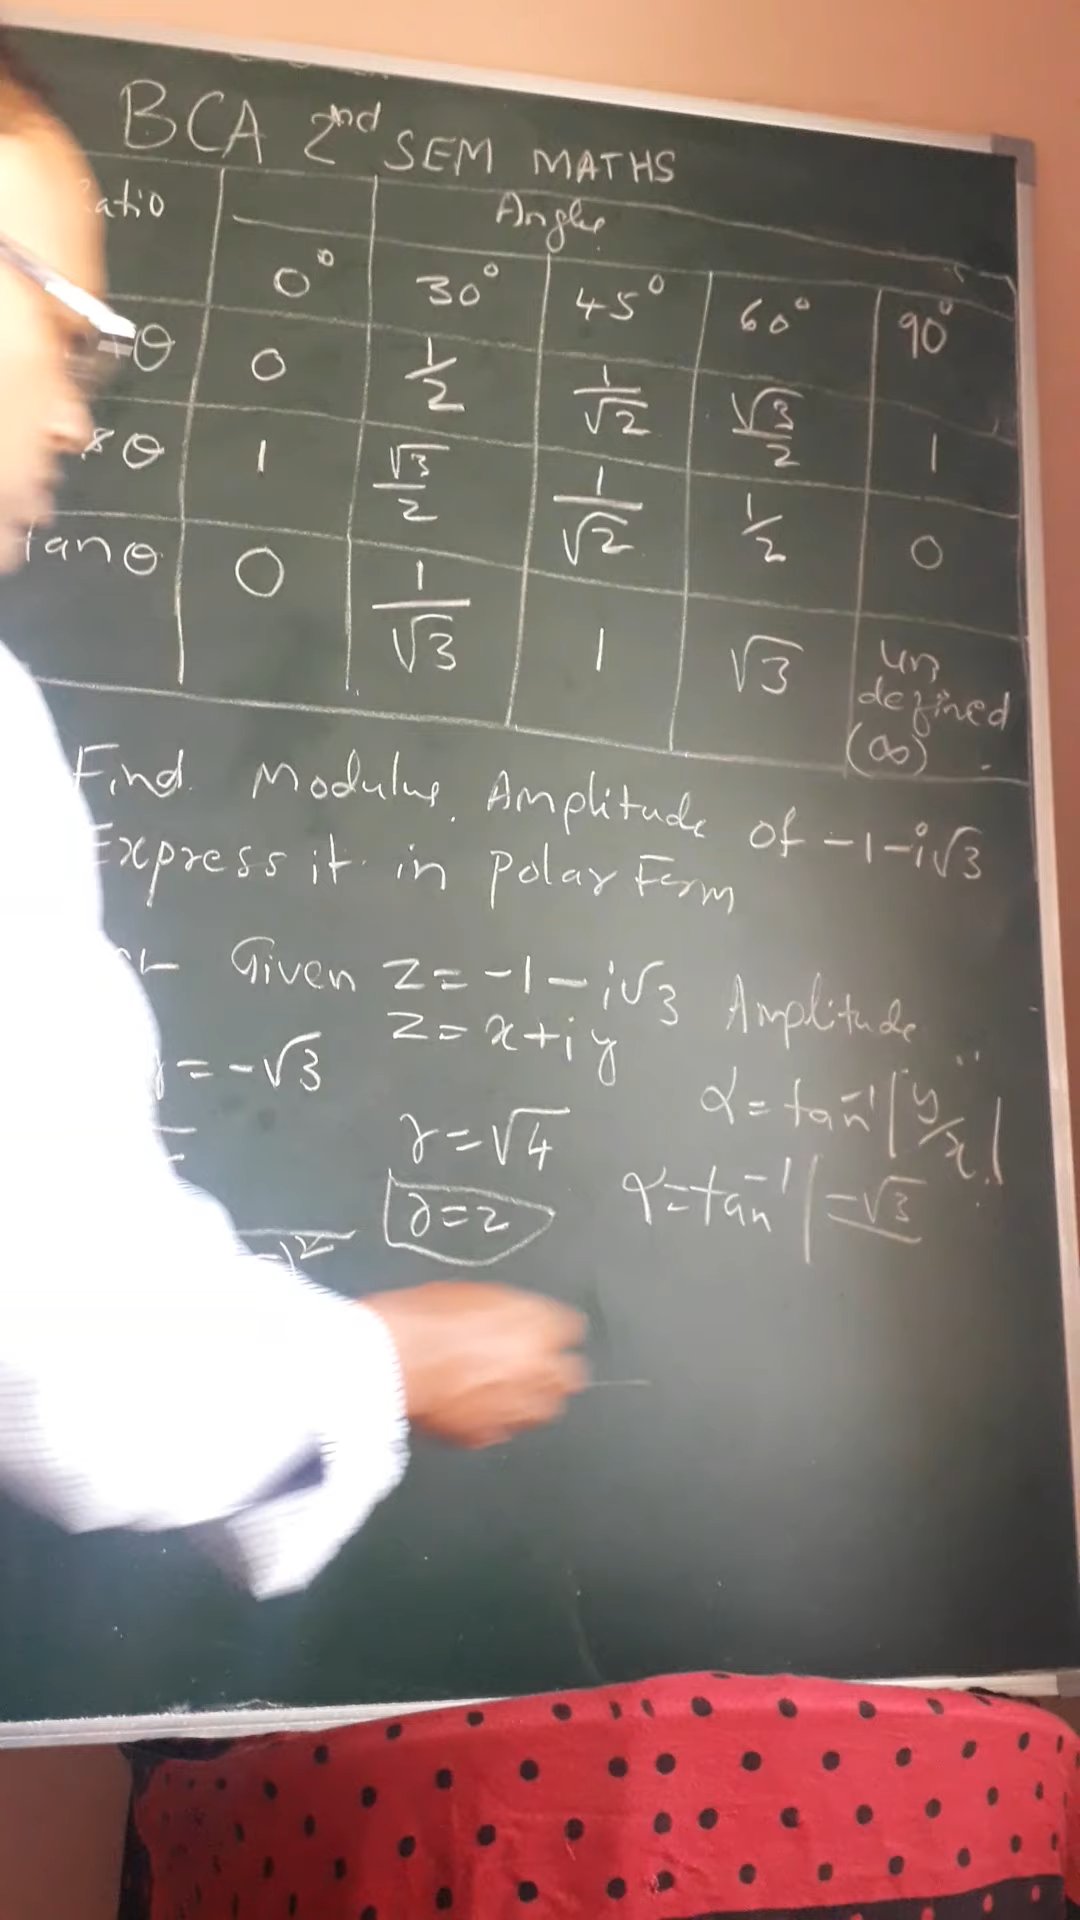 BCA 2nd SEM MATHS
Angle
0° 30° 45° 60° 90°
θ 0 1/2 1/√2 √3/2 1
θ 1 √3/2 1/√2 1/2 0
tanθ 0 1/√3 1 √3 un defined (∞)
Find Modulus, Amplitude of -1-i√3
Express it in polar Form
Given z=-1-i√3
z=x+iy
=-√3
r=√4
r=2
Amplitude
α=tan⁻¹|y/x|
α=tan⁻¹|-√3